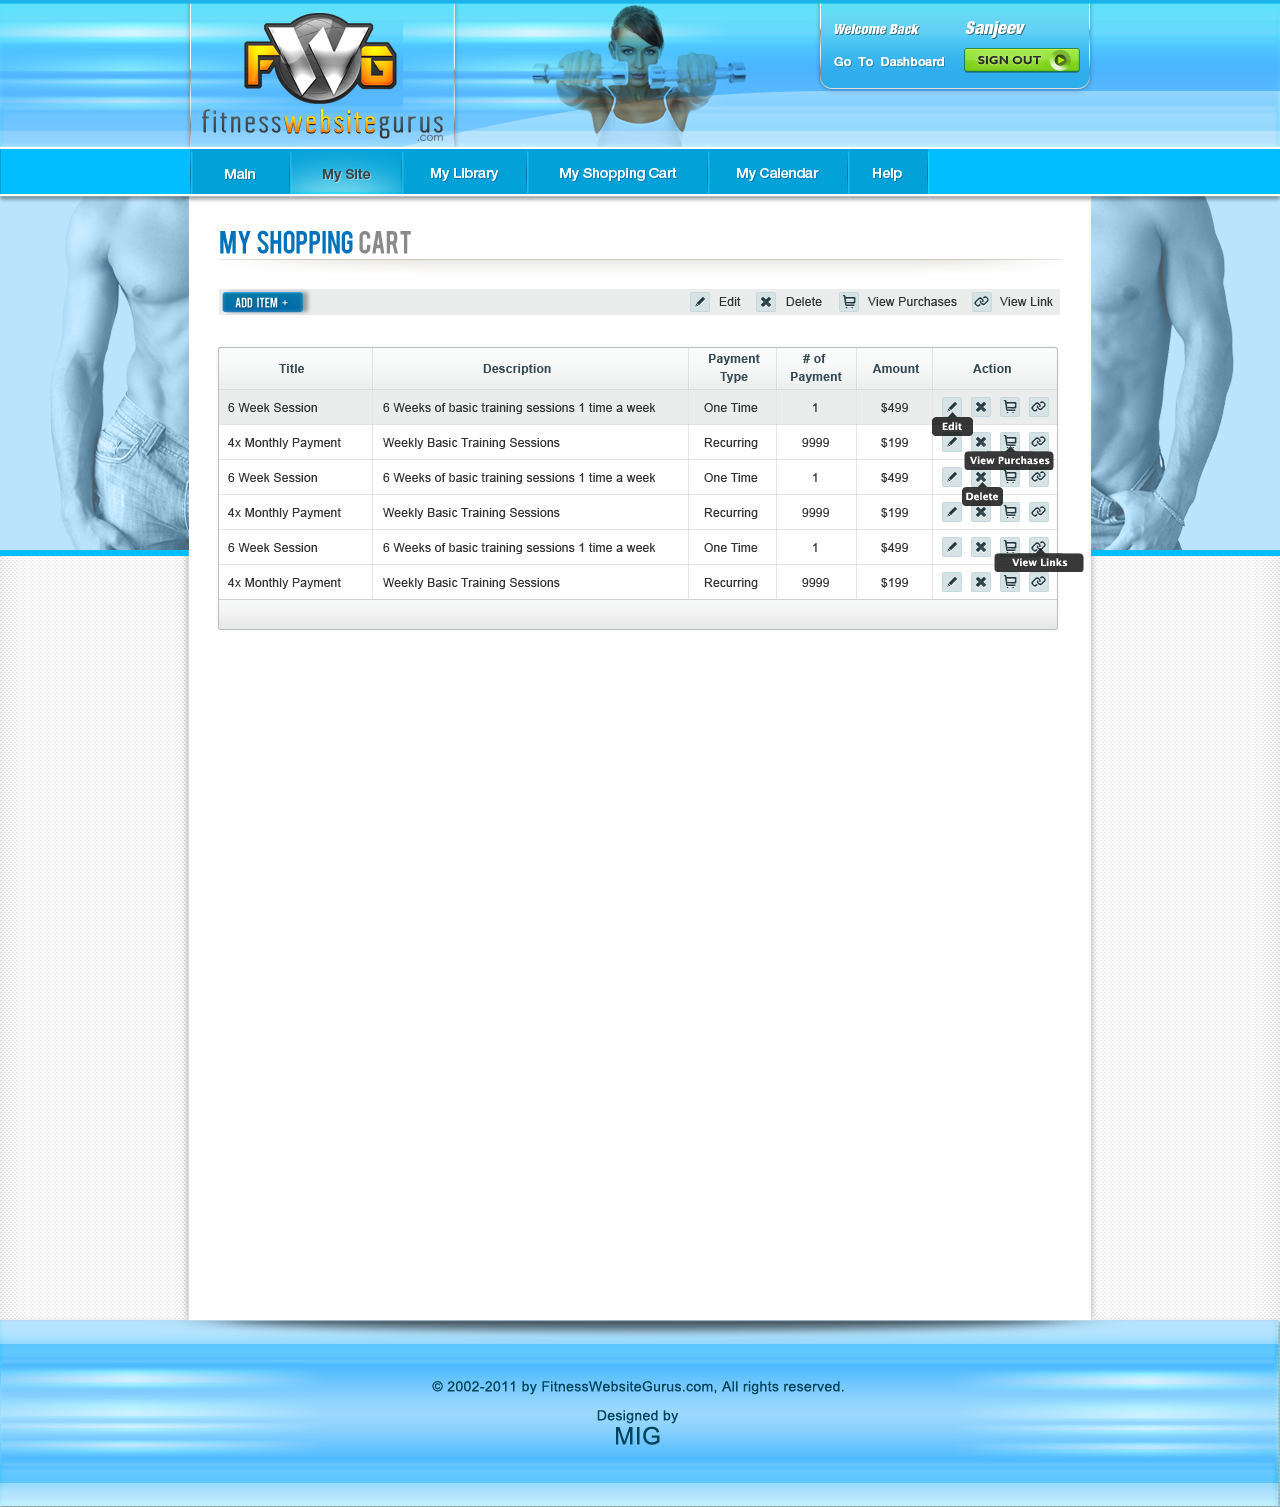 FWG
fitnesswebsitegurus
.com
Welcome Back Sanjeev
Go To Dashboard SIGN OUT
Main My Site My Library My Shopping Cart My Calendar Help
MY SHOPPING CART
ADD ITEM + Edit Delete View Purchases View Link
Title Description Payment Type # of Payment Amount Action
6 Week Session 6 Weeks of basic training sessions 1 time a week One Time 1 $499
Edit
4x Monthly Payment Weekly Basic Training Sessions Recurring 9999 $199
View Purchases
6 Week Session 6 Weeks of basic training sessions 1 time a week One Time 1 $499
Delete
4x Monthly Payment Weekly Basic Training Sessions Recurring 9999 $199
6 Week Session 6 Weeks of basic training sessions 1 time a week One Time 1 $499
View Links
4x Monthly Payment Weekly Basic Training Sessions Recurring 9999 $199
© 2002-2011 by FitnessWebsiteGurus.com, All rights reserved.
Designed by
MIG